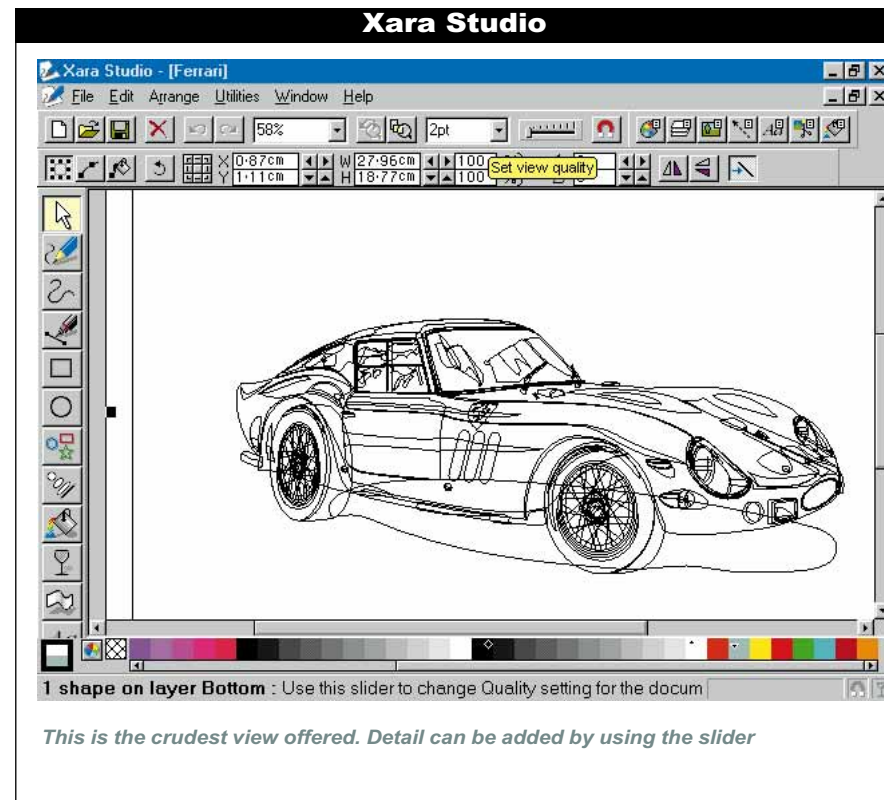 Xara Studio
Xara Studio - [Ferrari]
File Edit Arrange Utilities Window Help
58% 2pt
X 0·87cm W 27·96cm 100
Y 1·11cm H 18·77cm 100
Set view quality
1 shape on layer Bottom : Use this slider to change Quality setting for the docum
This is the crudest view offered. Detail can be added by using the slider